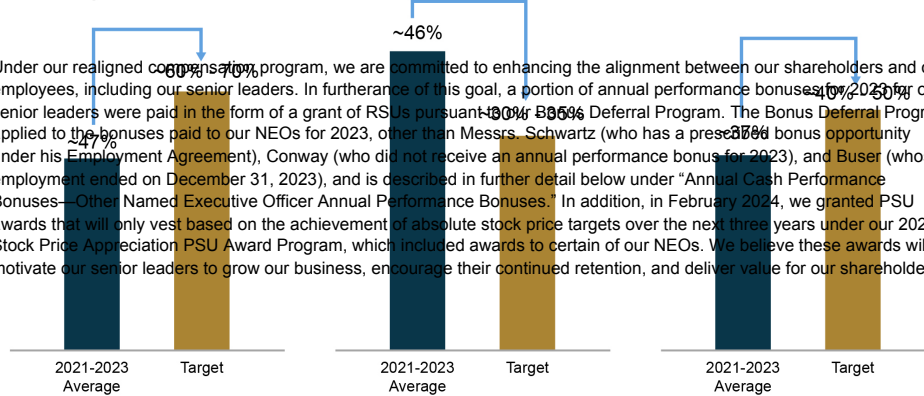 ~46%
Under our realigned compensation program, we are committed to enhancing the alignment between our shareholders and
~60% - 70%
employees, including our senior leaders. In furtherance of this goal, a portion of annual performance bonuses for 2023 for
~40% - 50%
senior leaders were paid in the form of a grant of RSUs pursuant to our Bonus Deferral Program. The Bonus Deferral
~30% - 35%
applied to the bonuses paid to our NEOs for 2023, other than Messrs. Schwartz (who has a prescribed bonus opportunity
~47%
~37%
under his Employment Agreement), Conway (who did not receive an annual performance bonus for 2023), and Buser (who
employment ended on December 31, 2023), and is described in further detail below under “Annual Cash Performance
Bonuses—Other Named Executive Officer Annual Performance Bonuses.” In addition, in February 2024, we granted PSU
awards that will only vest based on the achievement of absolute stock price targets over the next three years under our
Stock Price Appreciation PSU Award Program, which included awards to certain of our NEOs. We believe these awards will
motivate our senior leaders to grow our business, encourage their continued retention, and deliver value for our
2021-2023 Average
Target
2021-2023 Average
Target
2021-2023 Average
Target